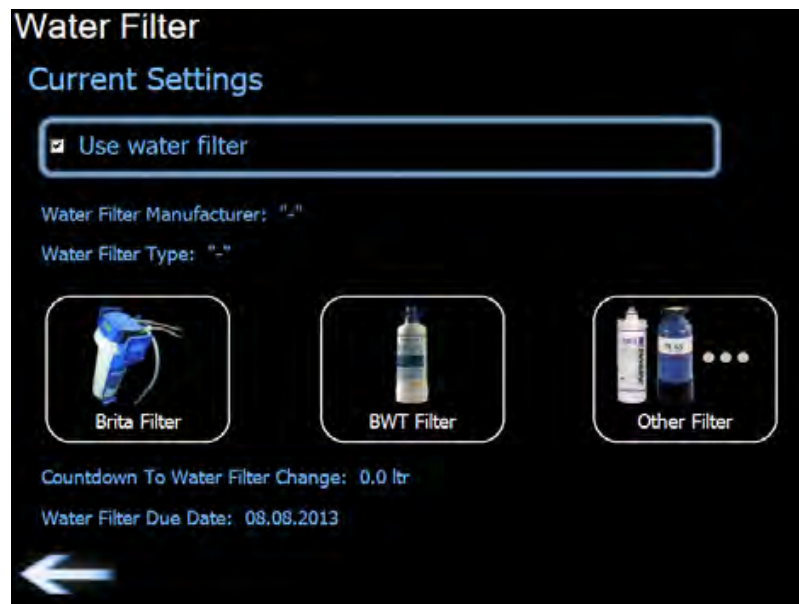 Water Filter
Current Settings
Use water filter
Water Filter Manufacturer: "-"
Water Filter Type: "-"
Brita Filter
BWT Filter
Other Filter
Countdown To Water Filter Change: 0.0 ltr
Water Filter Due Date: 08.08.2013